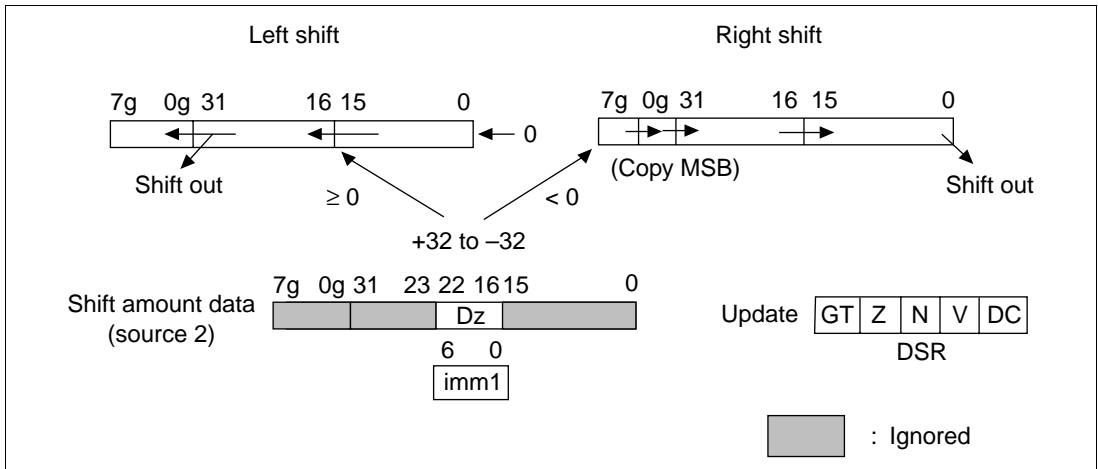 Left shift
Right shift
7g 0g 31 16 15 0
7g 0g 31 16 15 0
0
(Copy MSB)
Shift out
Shift out
≥ 0
< 0
+32 to –32
7g 0g 31 23 22 16 15 0
Shift amount data
(source 2)
Dz
Update GT Z N V DC
DSR
6 0
imm1
: Ignored